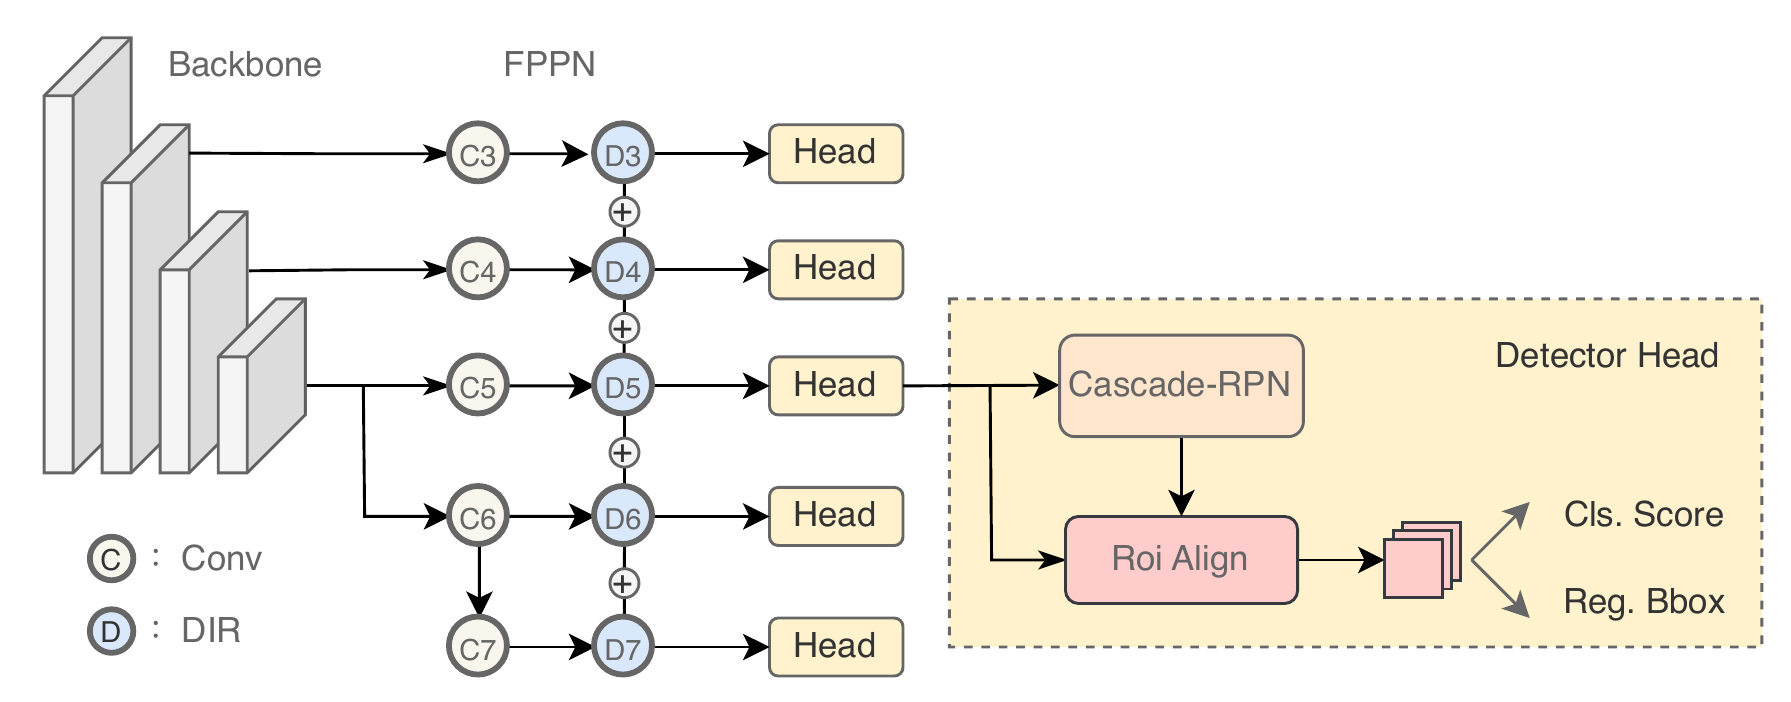 Backbone
FPPN
C3
D3
Head
+
C4
D4
Head
+
C5
D5
Head
Cascade-RPN
Detector Head
+
C6
D6
Head
Roi Align
Cls. Score
Reg. Bbox
+
C7
D7
Head
C : Conv
D : DIR